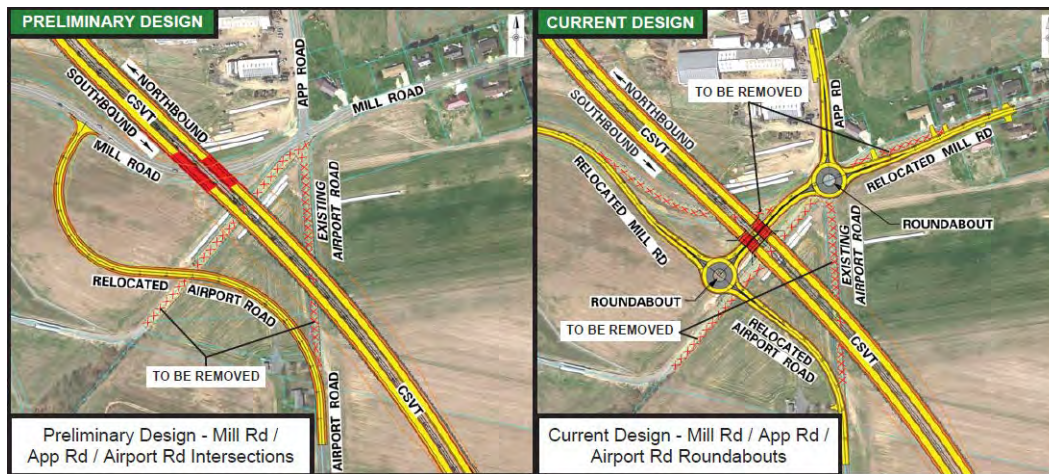 PRELIMINARY DESIGN
NORTHBOUND
CSVT
SOUTHBOUND
MILL ROAD
APP ROAD
MILL ROAD
EXISTING
AIRPORT ROAD
RELOCATED AIRPORT ROAD
TO BE REMOVED
CSVT
AIRPORT ROAD
Preliminary Design - Mill Rd /
App Rd / Airport Rd Intersections
CURRENT DESIGN
TO BE REMOVED
NORTHBOUND
CSVT
SOUTHBOUND
APP RD
RELOCATED MILL RD
RELOCATED MILL RD
ROUNDABOUT
EXISTING
AIRPORT ROAD
ROUNDABOUT
TO BE REMOVED
RELOCATED
AIRPORT ROAD
CSVT
Current Design - Mill Rd / App Rd /
Airport Rd Roundabouts